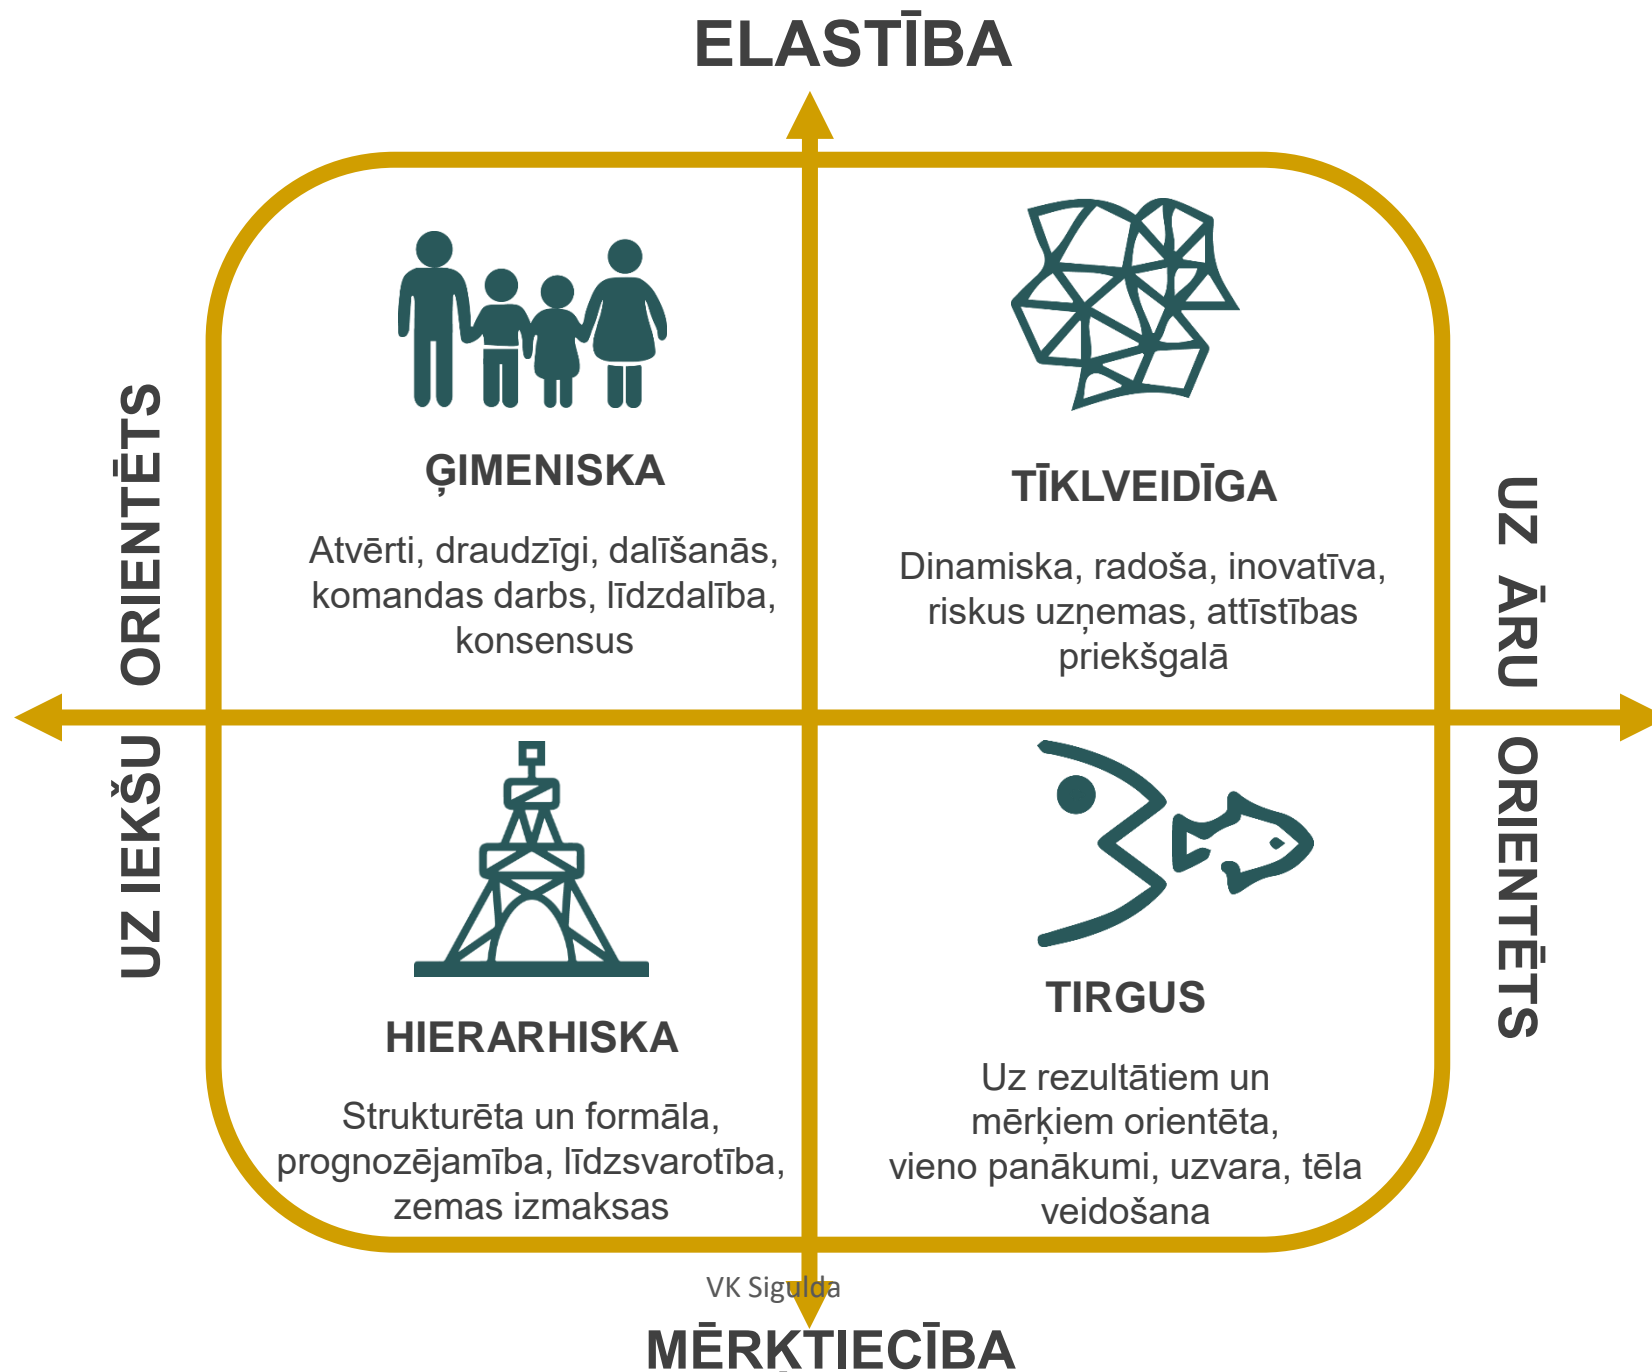 ELASTĪBA
UZ IEKŠU ORIENTĒTS
ĢIMENISKA
Atvērti, draudzīgi, dalīšanās,
komandas darbs, līdzdalība,
konsensus
TĪKLVEIDĪGA
Dinamiska, radoša, inovatīva,
riskus uzņemas, attīstības
priekšgalā
UZ ĀRU ORIENTĒTS
HIERARHISKA
Strukturēta un formāla,
prognozējamība, līdzsvarotība,
zemas izmaksas
TIRGUS
Uz rezultātiem un
mērķiem orientēta,
vieno panākumi, uzvara, tēla
veidošana
VK Sigulda
MĒRĶTIECĪBA